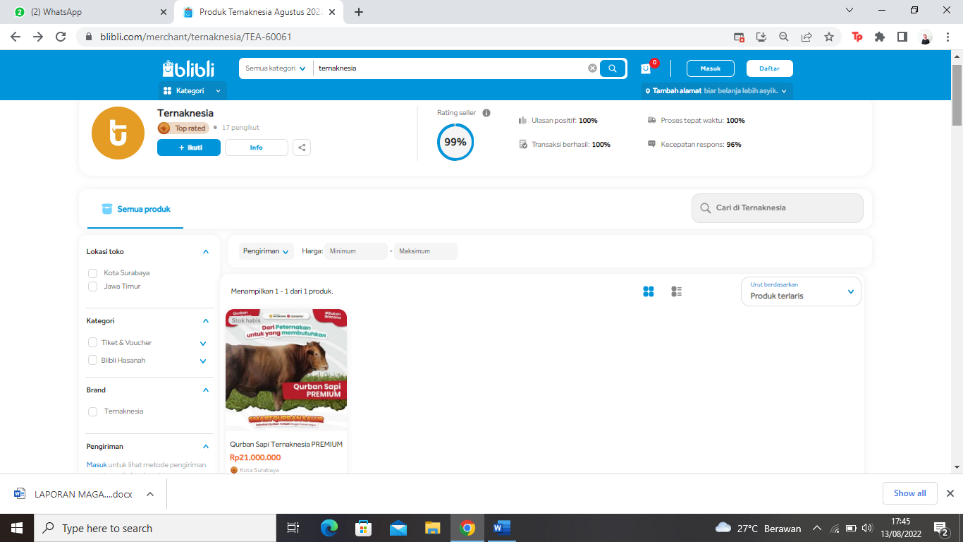 (2) WhatsApp
Produk Ternaknesia Agustus 202
blibli.com/merchant/ternaknesia/TEA-60061
blibli
Semua kategori
ternaknesia
0
Masuk
Daftar
Kategori
Tambah alamat biar belanja lebih asyik.
Ternaknesia
Top rated
17 pengikut
+ Ikuti
Info
Rating seller
99%
Ulasan positif: 100%
Proses tepat waktu: 100%
Transaksi berhasil: 100%
Kecepatan respons: 96%
Semua produk
Cari di Ternaknesia
Lokasi toko
Kota Surabaya
Jawa Timur
Kategori
Tiket & Voucher
Blibli Hasanah
Brand
Ternaknesia
Pengiriman
Masuk untuk lihat metode pengiriman
Pengiriman
Harga:
Minimum
-
Maksimum
Menampilkan 1 - 1 dari 1 produk.
Urut berdasarkan
Produk terlaris
Qurban
Stok habis
Dari Peternakan
untuk yang membutuhkan
Qurban Sapi
PREMIUM
Qurban Sapi Ternaknesia PREMIUM
Rp21.000.000
Kota Surabaya
LAPORAN MAGA....docx
Show all
Type here to search
27°C Berawan
17:45
13/08/2022
2